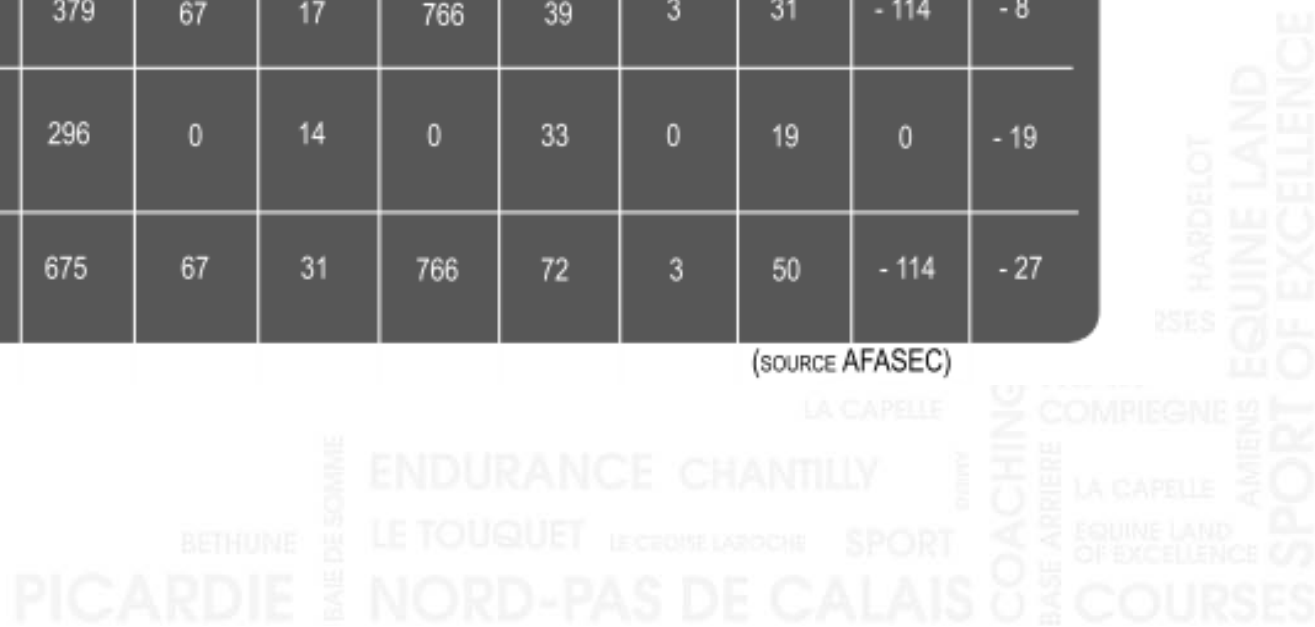 379 67 17 766 39 3 31 - 114 - 8
296 0 14 0 33 0 19 0 - 19
675 67 31 766 72 3 50 - 114 - 27
(SOURCE AFASEC)
HARDELOT
EQUINE LAND
SPORT OF EXCELLENCE
RSES
LA CAPELLE
COACHING
COMPIEGNE
AMIENS
BAIE DE SOMME
ENDURANCE CHANTILLY
BASE ARRIERE
LA CAPELLE
BETHUNE
LE TOUQUET LE CROISE LAROCHE SPORT
EQUINE LAND
OF EXCELLENCE
PICARDIE
NORD-PAS DE CALAIS
COURSES